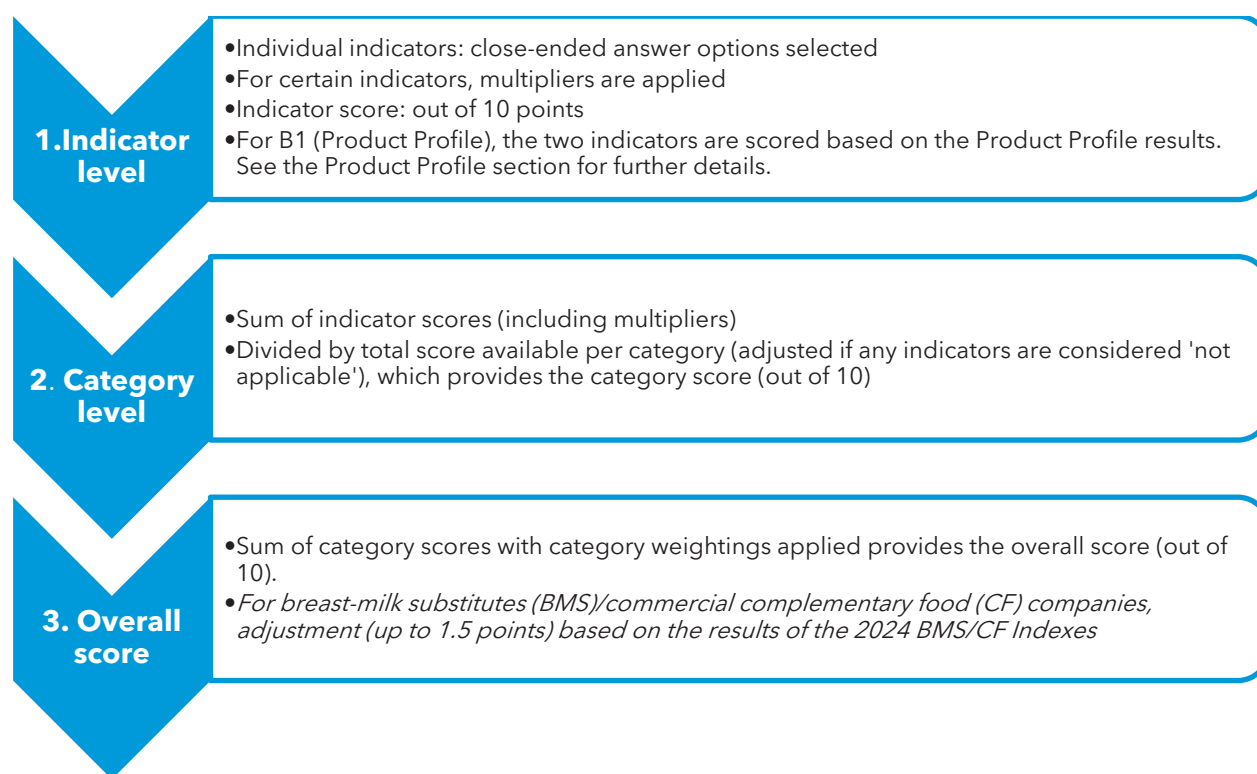 1.Indicator
level
•Individual indicators: close-ended answer options selected
•For certain indicators, multipliers are applied
•Indicator score: out of 10 points
•For B1 (Product Profile), the two indicators are scored based on the Product Profile results.
See the Product Profile section for further details.
2. Category
level
•Sum of indicator scores (including multipliers)
•Divided by total score available per category (adjusted if any indicators are considered 'not
applicable'), which provides the category score (out of 10)
3. Overall
score
•Sum of category scores with category weightings applied provides the overall score (out of
10).
•For breast-milk substitutes (BMS)/commercial complementary food (CF) companies,
adjustment (up to 1.5 points) based on the results of the 2024 BMS/CF Indexes